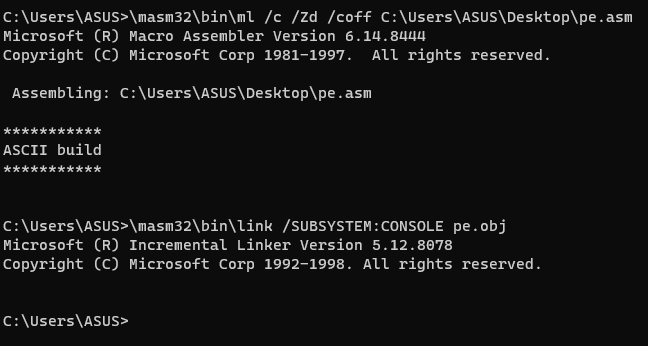 C:\Users\ASUS>\masm32\bin\ml /c /Zd /coff C:\Users\ASUS\Desktop\pe.asm
Microsoft (R) Macro Assembler Version 6.14.8444
Copyright (C) Microsoft Corp 1981-1997.  All rights reserved.
 Assembling: C:\Users\ASUS\Desktop\pe.asm
***********
ASCII build
***********
C:\Users\ASUS>\masm32\bin\link /SUBSYSTEM:CONSOLE pe.obj
Microsoft (R) Incremental Linker Version 5.12.8078
Copyright (C) Microsoft Corp 1992-1998. All rights reserved.
C:\Users\ASUS>